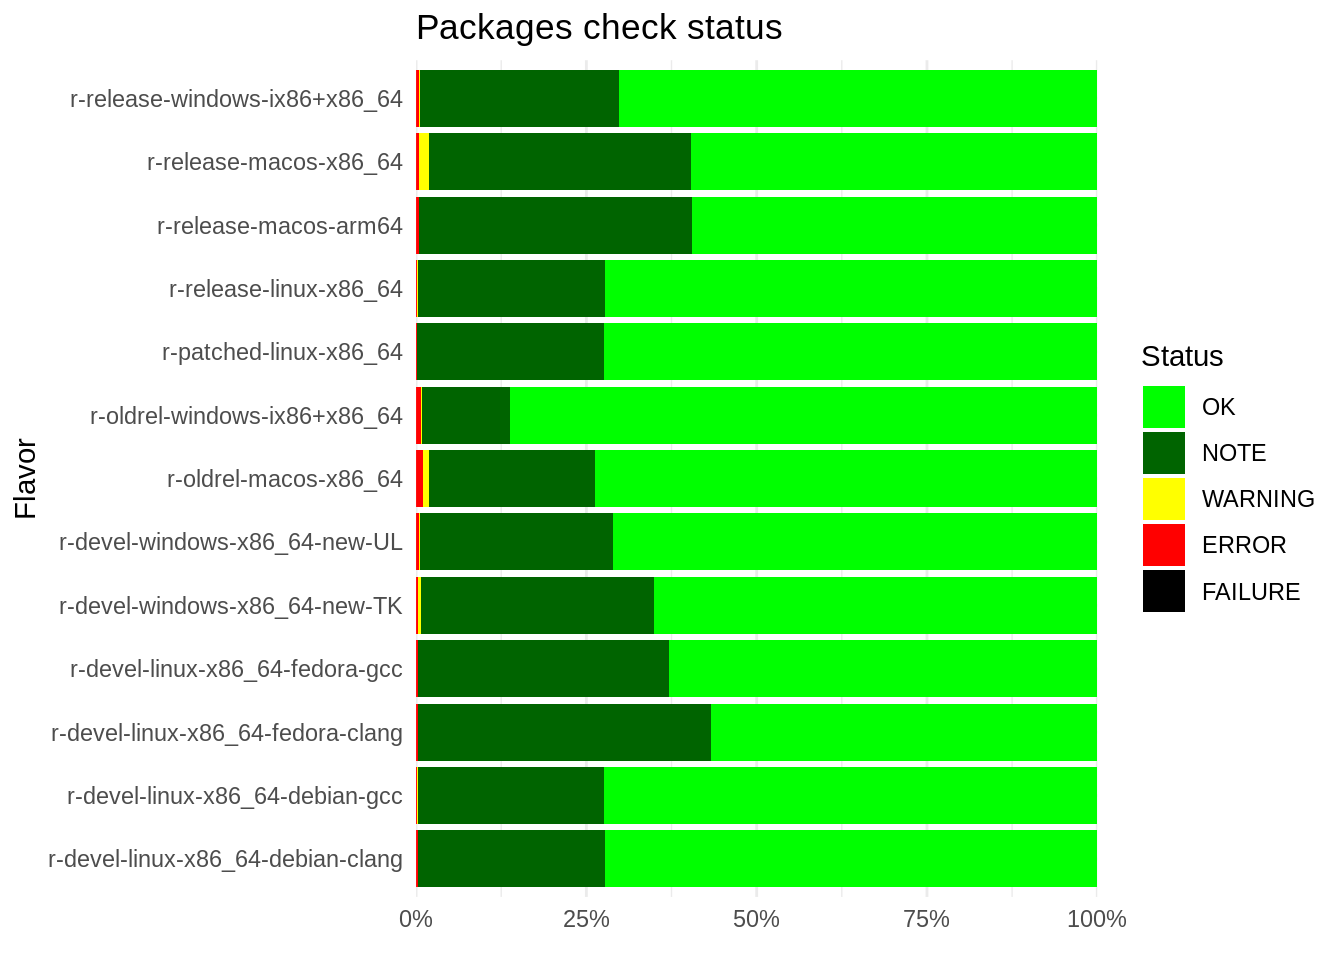 Packages check status
Flavor
r-release-windows-ix86+x86_64
r-release-macos-x86_64
r-release-macos-arm64
r-release-linux-x86_64
r-patched-linux-x86_64
r-oldrel-windows-ix86+x86_64
r-oldrel-macos-x86_64
r-devel-windows-x86_64-new-UL
r-devel-windows-x86_64-new-TK
r-devel-linux-x86_64-fedora-gcc
r-devel-linux-x86_64-fedora-clang
r-devel-linux-x86_64-debian-gcc
r-devel-linux-x86_64-debian-clang
0% 25% 50% 75% 100%
Status
OK
NOTE
WARNING
ERROR
FAILURE